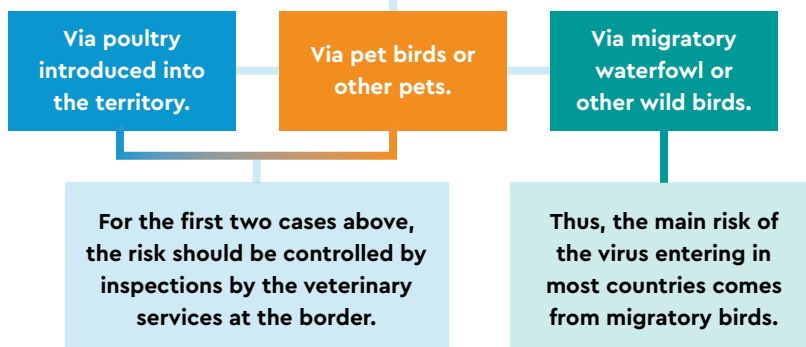 Via poultry
introduced into
the territory.
Via pet birds or
other pets.
Via migratory
waterfowl or
other wild birds.
For the first two cases above,
the risk should be controlled by
inspections by the veterinary
services at the border.
Thus, the main risk of
the virus entering in
most countries comes
from migratory birds.